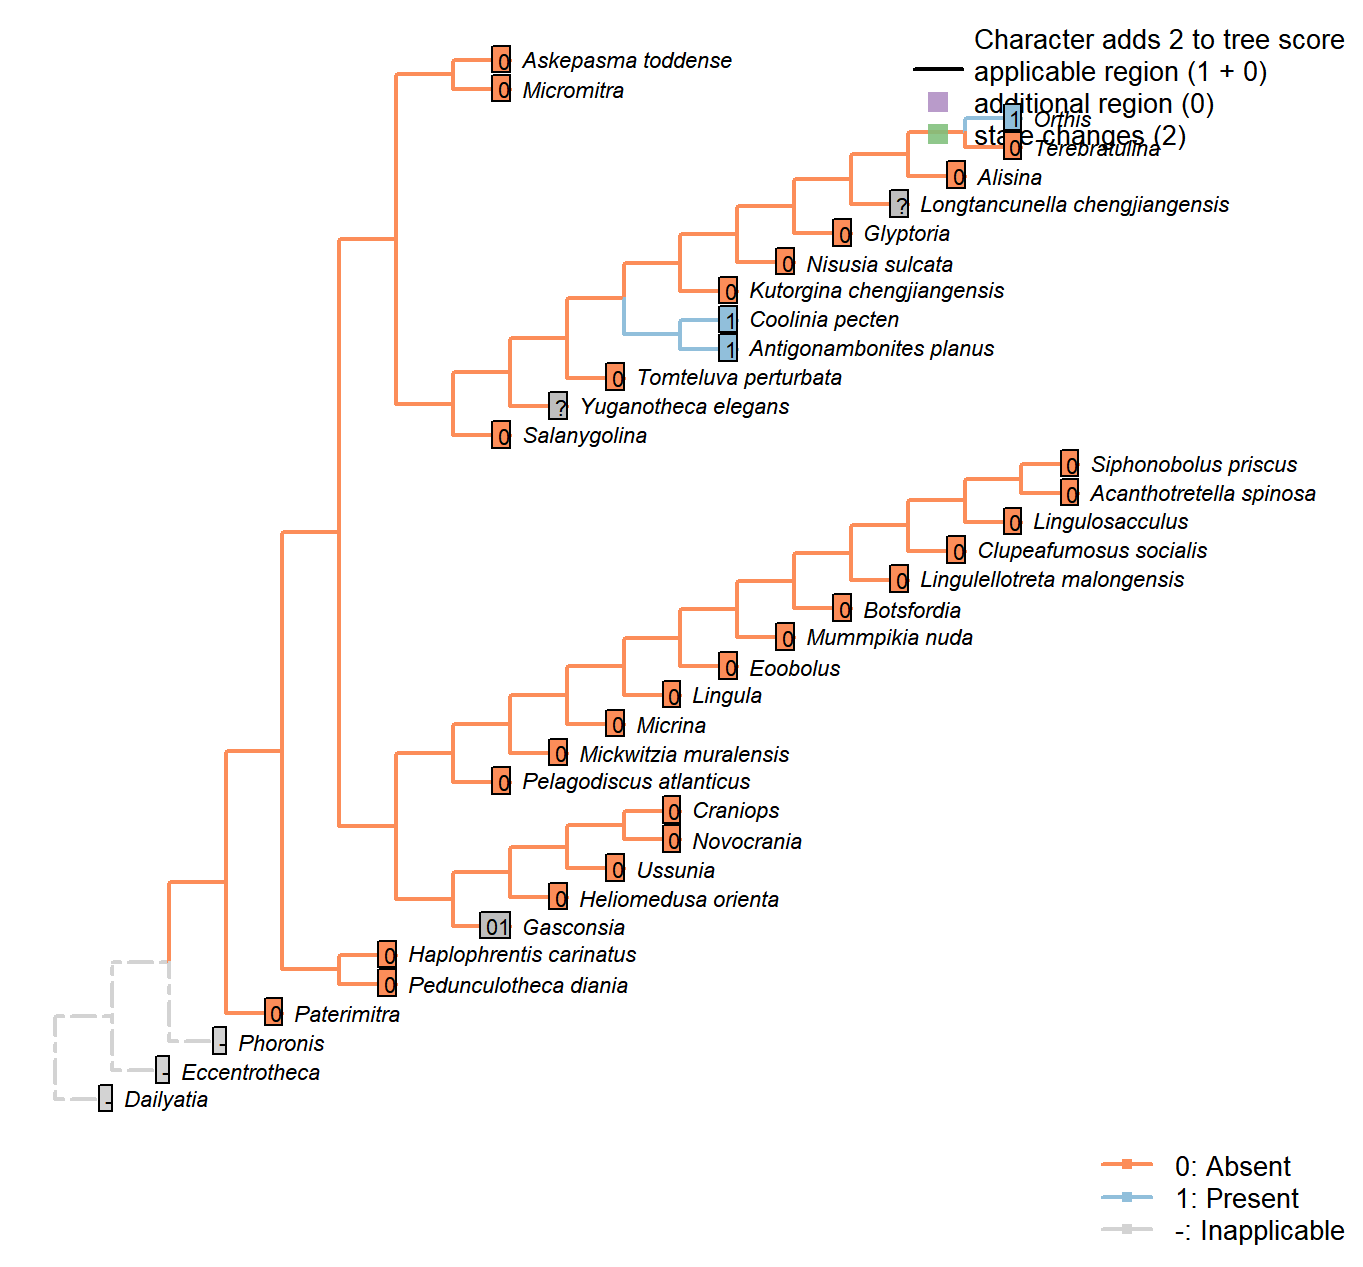 Character adds 2 to tree score
applicable region (1 + 0)
additional region (0)
state changes (2)
0 Askepasma toddense
0 Micromitra
1 Orthis
0 Terebratulina
0 Alisina
? Longtancunella chengjiangensis
0 Glyptoria
0 Nisusia sulcata
0 Kutorgina chengjiangensis
1 Coolinia pecten
1 Antigonambonites planus
0 Tomteluva perturbata
? Yuganotheca elegans
0 Salanygolina
0 Siphonobolus priscus
0 Acanthotretella spinosa
0 Lingulosacculus
0 Clupeafumosus socialis
0 Lingulellotreta malongensis
0 Botsfordia
0 Mummpikia nuda
0 Eoobolus
0 Lingula
0 Micrina
0 Mickwitzia muralensis
0 Pelagodiscus atlanticus
0 Craniops
0 Novocrania
0 Ussunia
0 Heliomedusa orienta
01 Gasconsia
0 Haplophrentis carinatus
0 Pedunculotheca diania
0 Paterimitra
- Phoronis
- Eccentrotheca
- Dailyatia
0: Absent
1: Present
-: Inapplicable